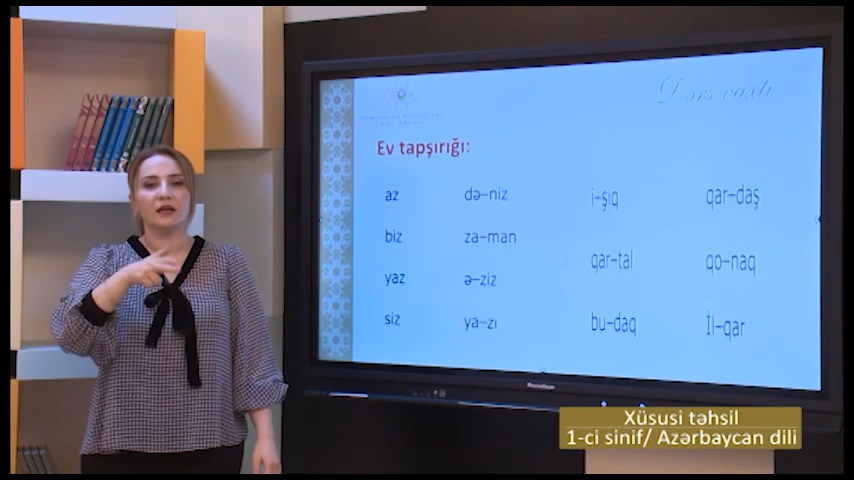 Dərs vaxtı
Ev tapşırığı:
az də–niz i–şıq qar–daş
biz za–man
qar–tal qo–naq
yaz ə–ziz
siz ya–zı bu–daq İl–qar
Promethean
Xüsusi təhsil
1-ci sinif/ Azərbaycan dili